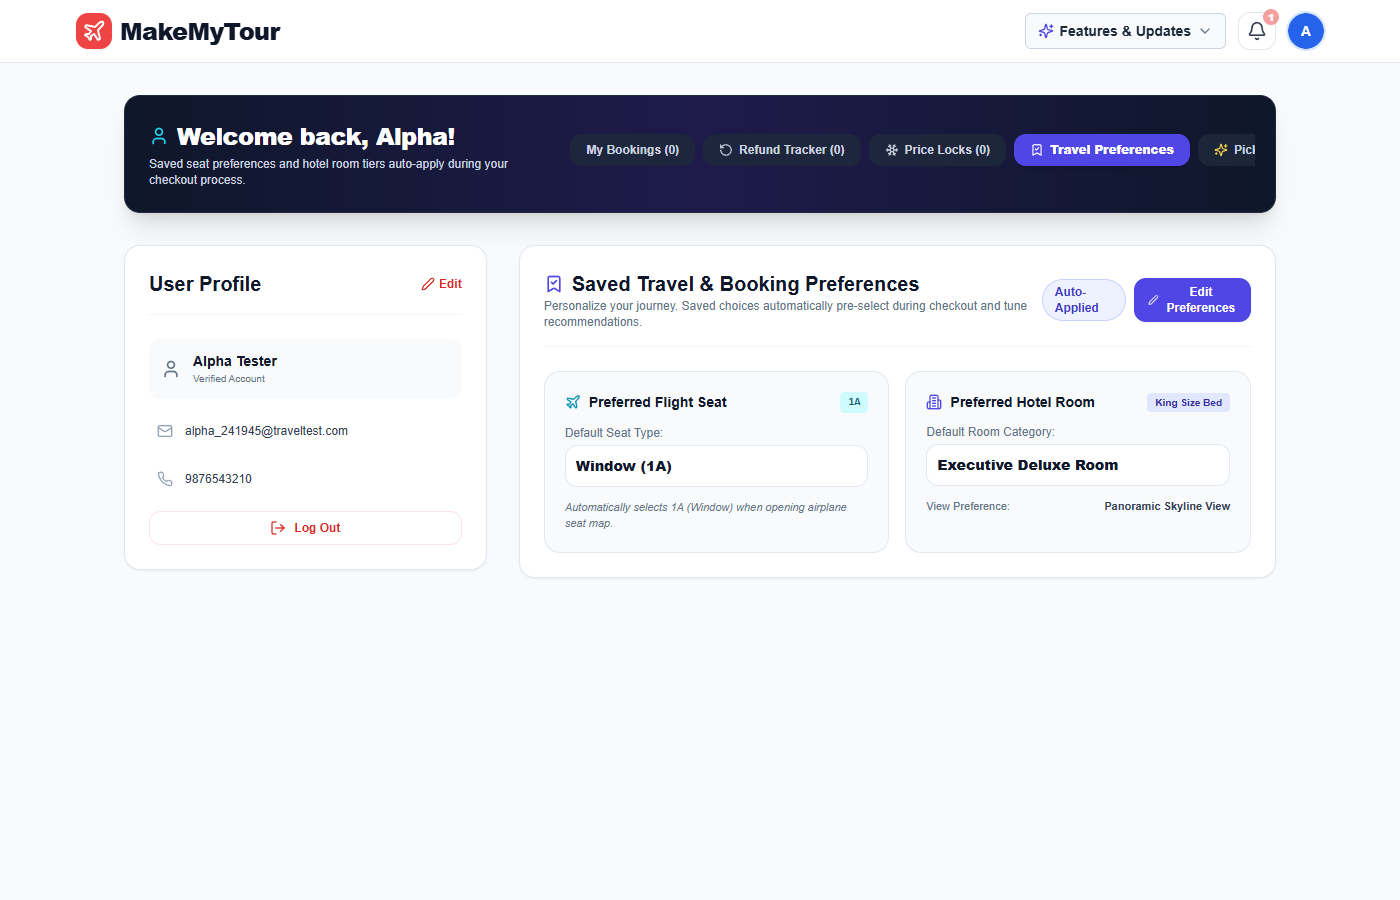 MakeMyTour
Features & Updates
1
A
Welcome back, Alpha!
Saved seat preferences and hotel room tiers auto-apply during your
checkout process.
My Bookings (0)
Refund Tracker (0)
Price Locks (0)
Travel Preferences
Pick
User Profile
Edit
Alpha Tester
Verified Account
alpha_241945@traveltest.com
9876543210
Log Out
Saved Travel & Booking Preferences
Personalize your journey. Saved choices automatically pre-select during checkout and tune
recommendations.
Auto-
Applied
Edit
Preferences
Preferred Flight Seat
1A
Default Seat Type:
Window (1A)
Automatically selects 1A (Window) when opening airplane
seat map.
Preferred Hotel Room
King Size Bed
Default Room Category:
Executive Deluxe Room
View Preference:
Panoramic Skyline View